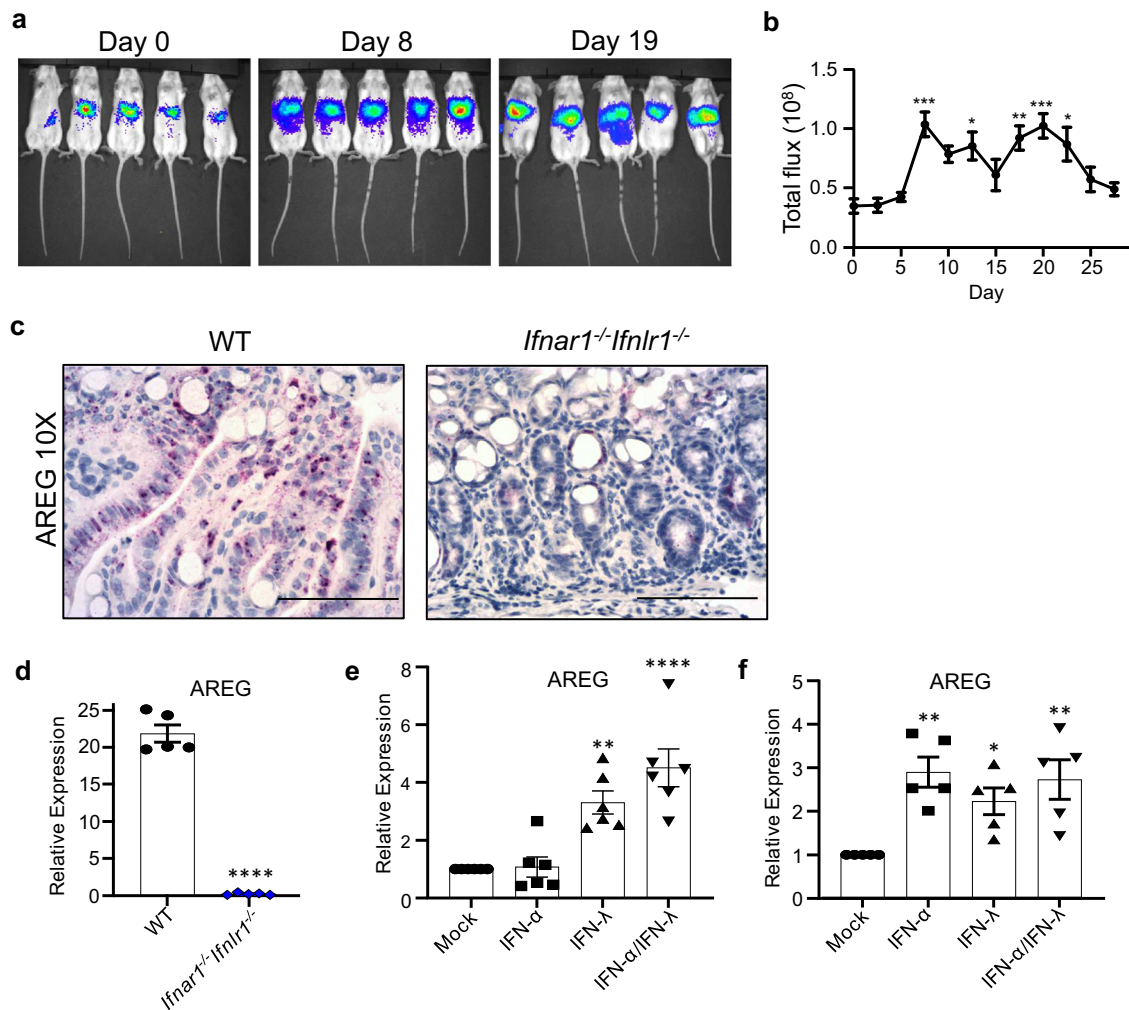 a
Day 0
Day 8
Day 19
b
Total flux (10⁸)
1.5
1.0
0.5
0.0
***
*
**
***
*
0
5
10
15
20
25
Day
c
WT
Ifnar1-/-Ifnlr1-/-
AREG 10X
d
AREG
Relative Expression
25
20
15
10
5
0
****
WT
Ifnar1-/-Ifnlr1-/-
e
AREG
Relative Expression
8
6
4
2
0
**
****
Mock
IFN-α
IFN-λ
IFN-α/IFN-λ
f
AREG
Relative Expression
5
4
3
2
1
0
**
*
**
Mock
IFN-α
IFN-λ
IFN-α/IFN-λ